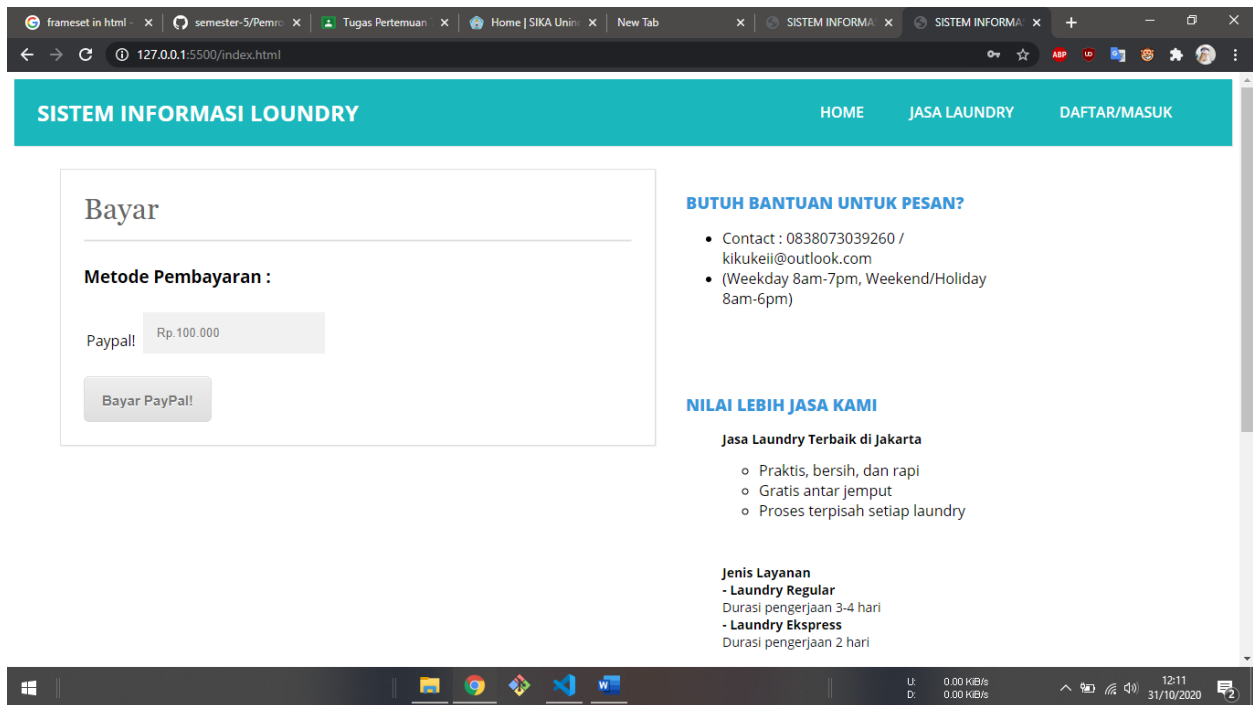 frameset in html -
semester-5/Pemro
Tugas Pertemuan
Home | SIKA Unin
New Tab
SISTEM INFORMA
SISTEM INFORMA
127.0.0.1:5500/index.html
ABP
UD
SISTEM INFORMASI LOUNDRY
HOME
JASA LAUNDRY
DAFTAR/MASUK
Bayar
Metode Pembayaran :
Paypal!
Rp.100.000
Bayar PayPal!
BUTUH BANTUAN UNTUK PESAN?
Contact : 0838073039260 /
kikukeii@outlook.com
(Weekday 8am-7pm, Weekend/Holiday
8am-6pm)
NILAI LEBIH JASA KAMI
Jasa Laundry Terbaik di Jakarta
Praktis, bersih, dan rapi
Gratis antar jemput
Proses terpisah setiap laundry
Jenis Layanan
- Laundry Regular
Durasi pengerjaan 3-4 hari
- Laundry Ekspress
Durasi pengerjaan 2 hari
U: 0.00 KiB/s
D: 0.00 KiB/s
12:11
31/10/2020
2